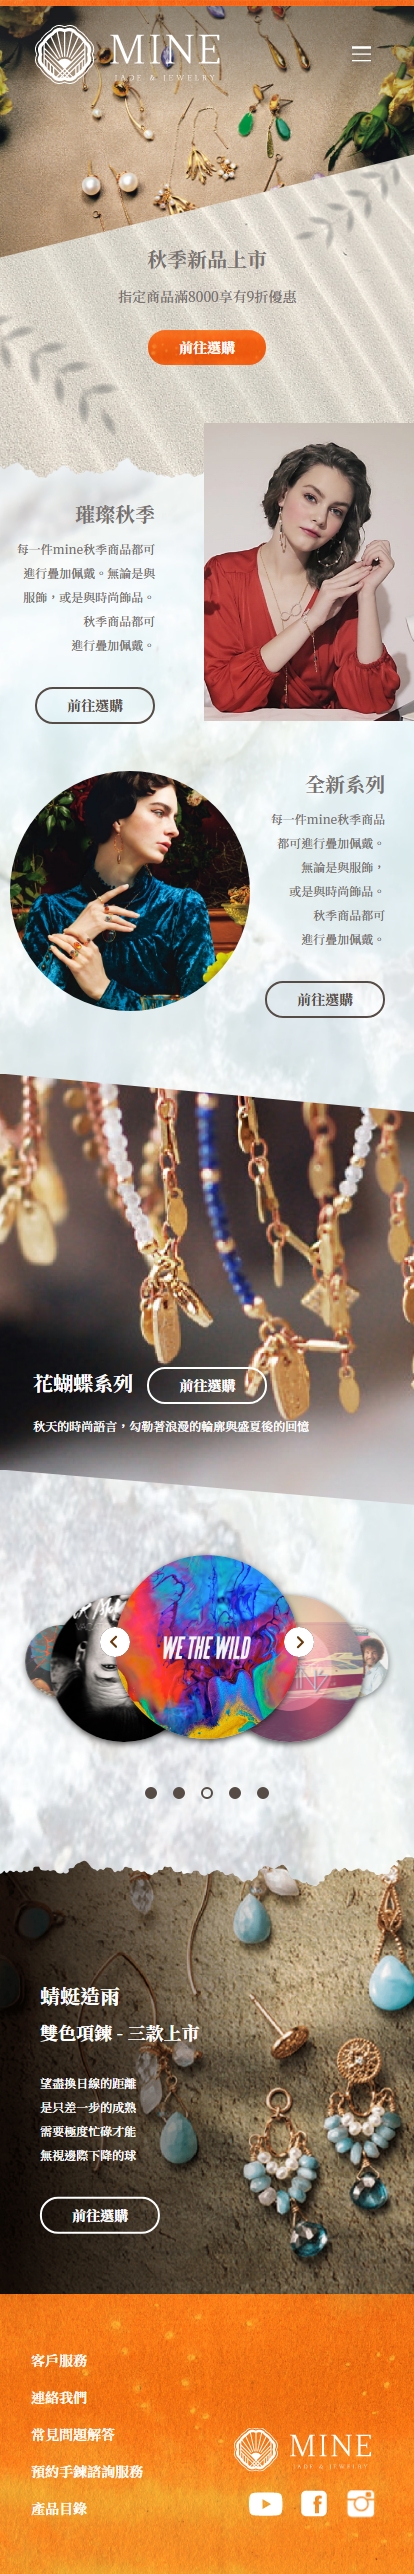 MINE
JADE & JEWELRY
秋季新品上市
指定商品滿8000享有9折優惠
前往選購
璀璨秋季
每一件mine秋季商品都可
進行疊加佩戴。無論是與
服飾，或是與時尚飾品。
秋季商品都可
進行疊加佩戴。
前往選購
全新系列
每一件mine秋季商品
都可進行疊加佩戴。
無論是與服飾，
或是與時尚飾品。
秋季商品都可
進行疊加佩戴。
前往選購
花蝴蝶系列
前往選購
秋天的時尚語言，勾勒著浪漫的輪廓與盛夏後的回憶
WE THE WILD
蜻蜓造雨
雙色項鍊 - 三款上市
望盡換日線的距離
是只差一步的成熟
需要極度忙碌才能
無視邊際下降的球
前往選購
客戶服務
連絡我們
常見問題解答
預約手鍊諮詢服務
產品目錄
MINE
JADE & JEWELRY